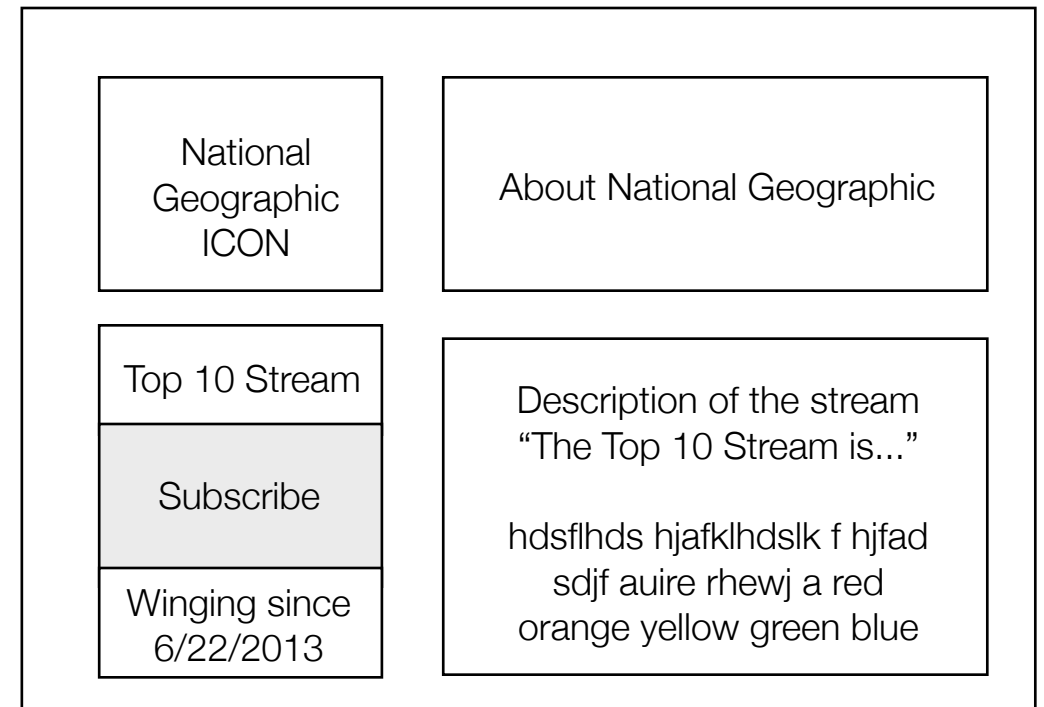 National
Geographic
ICON
About National Geographic
Top 10 Stream
Subscribe
Winging since
6/22/2013
Description of the stream
“The Top 10 Stream is...”
hdsflhds hjafklhdslk f hjfad
sdjf auire rhewj a red
orange yellow green blue